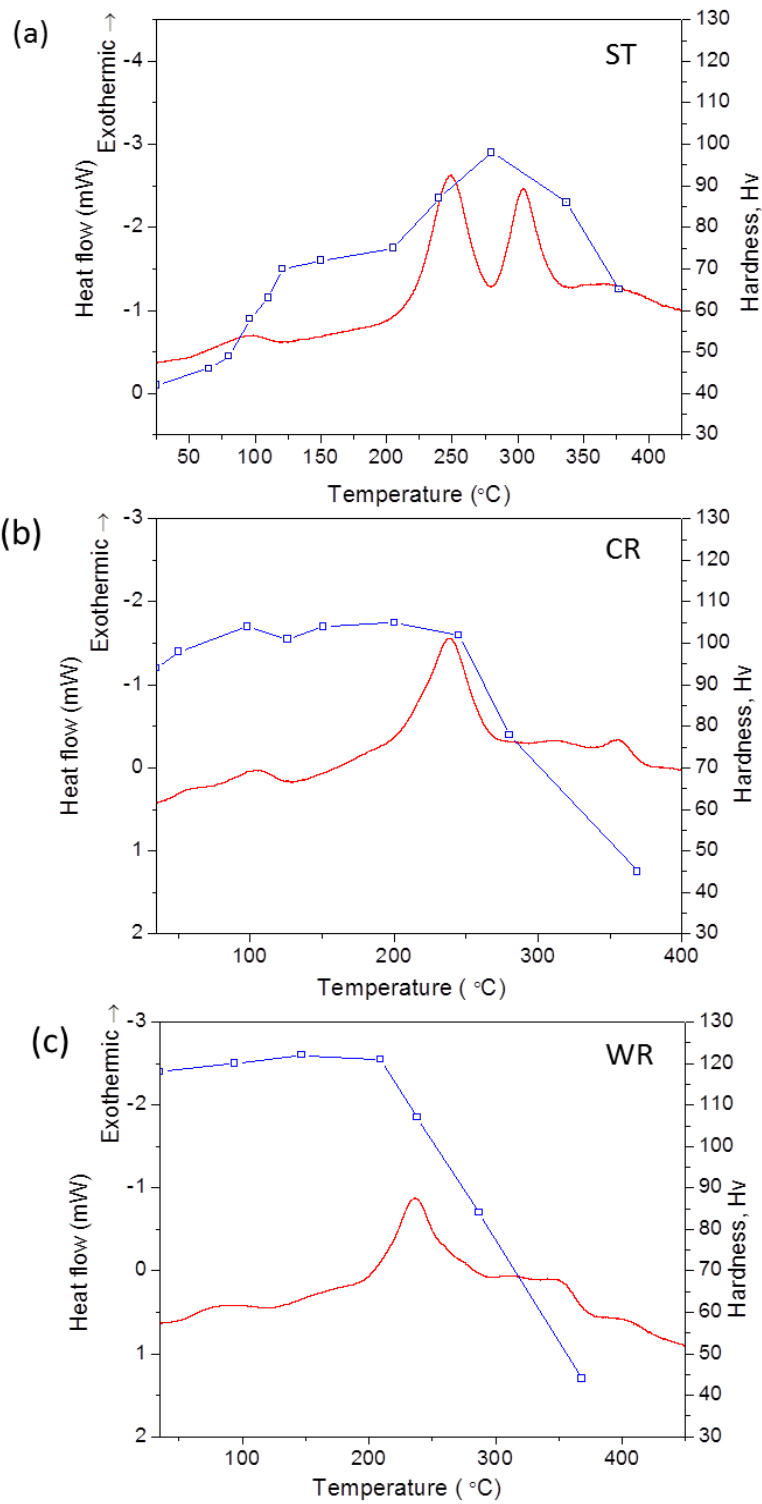 (a)
ST
Exothermic →
Heat flow (mW)
-4
-3
-2
-1
0
130
120
110
100
90
80
70
60
50
40
30
Hardness, Hv
50 100 150 200 250 300 350 400
Temperature (°C)
(b)
CR
Exothermic →
Heat flow (mW)
-3
-2
-1
0
1
2
130
120
110
100
90
80
70
60
50
40
30
Hardness, Hv
100 200 300 400
Temperature ( °C)
(c)
WR
Exothermic →
Heat flow (mW)
-3
-2
-1
0
1
2
130
120
110
100
90
80
70
60
50
40
30
Hardness, Hv
100 200 300 400
Temperature ( °C)